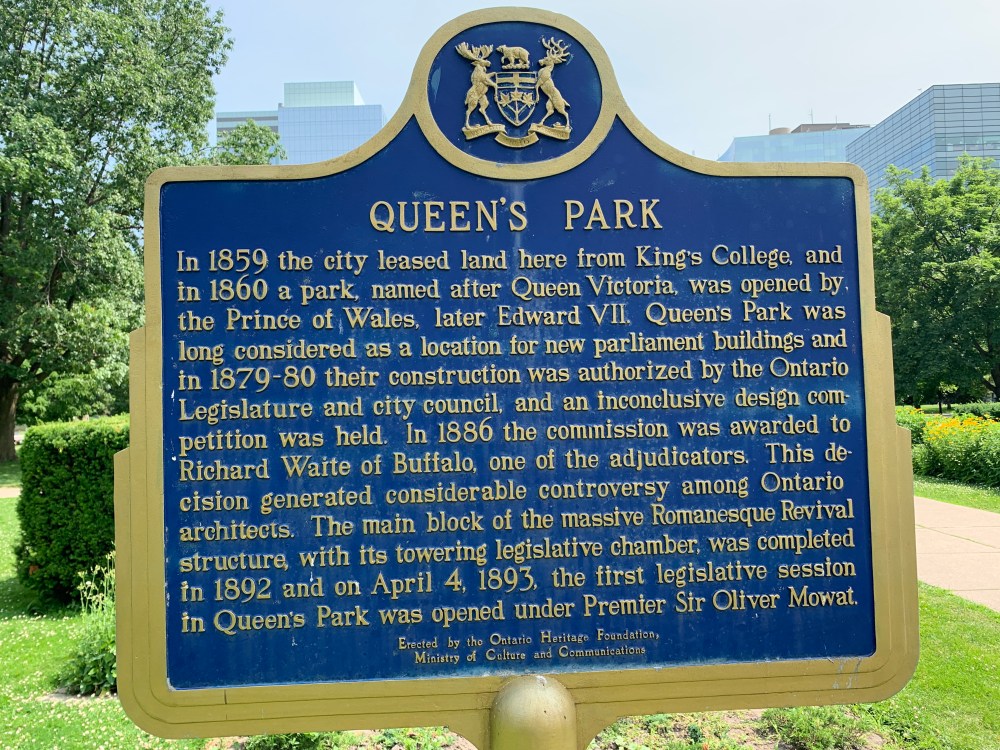 QUEEN'S PARK
In 1859 the city leased land here from King's College, and
in 1860 a park, named after Queen Victoria, was opened by
the Prince of Wales, later Edward VII. Queen's Park was
long considered as a location for new parliament buildings and
in 1879-80 their construction was authorized by the Ontario
Legislature and city council, and an inconclusive design com-
petition was held. In 1886 the commission was awarded to
Richard Waite of Buffalo, one of the adjudicators. This de-
cision generated considerable controversy among Ontario
architects. The main block of the massive Romanesque Revival
structure, with its towering legislative chamber, was completed
in 1892 and on April 4, 1893, the first legislative session
in Queen's Park was opened under Premier Sir Oliver Mowat.
Erected by the Ontario Heritage Foundation,
Ministry of Culture and Communications